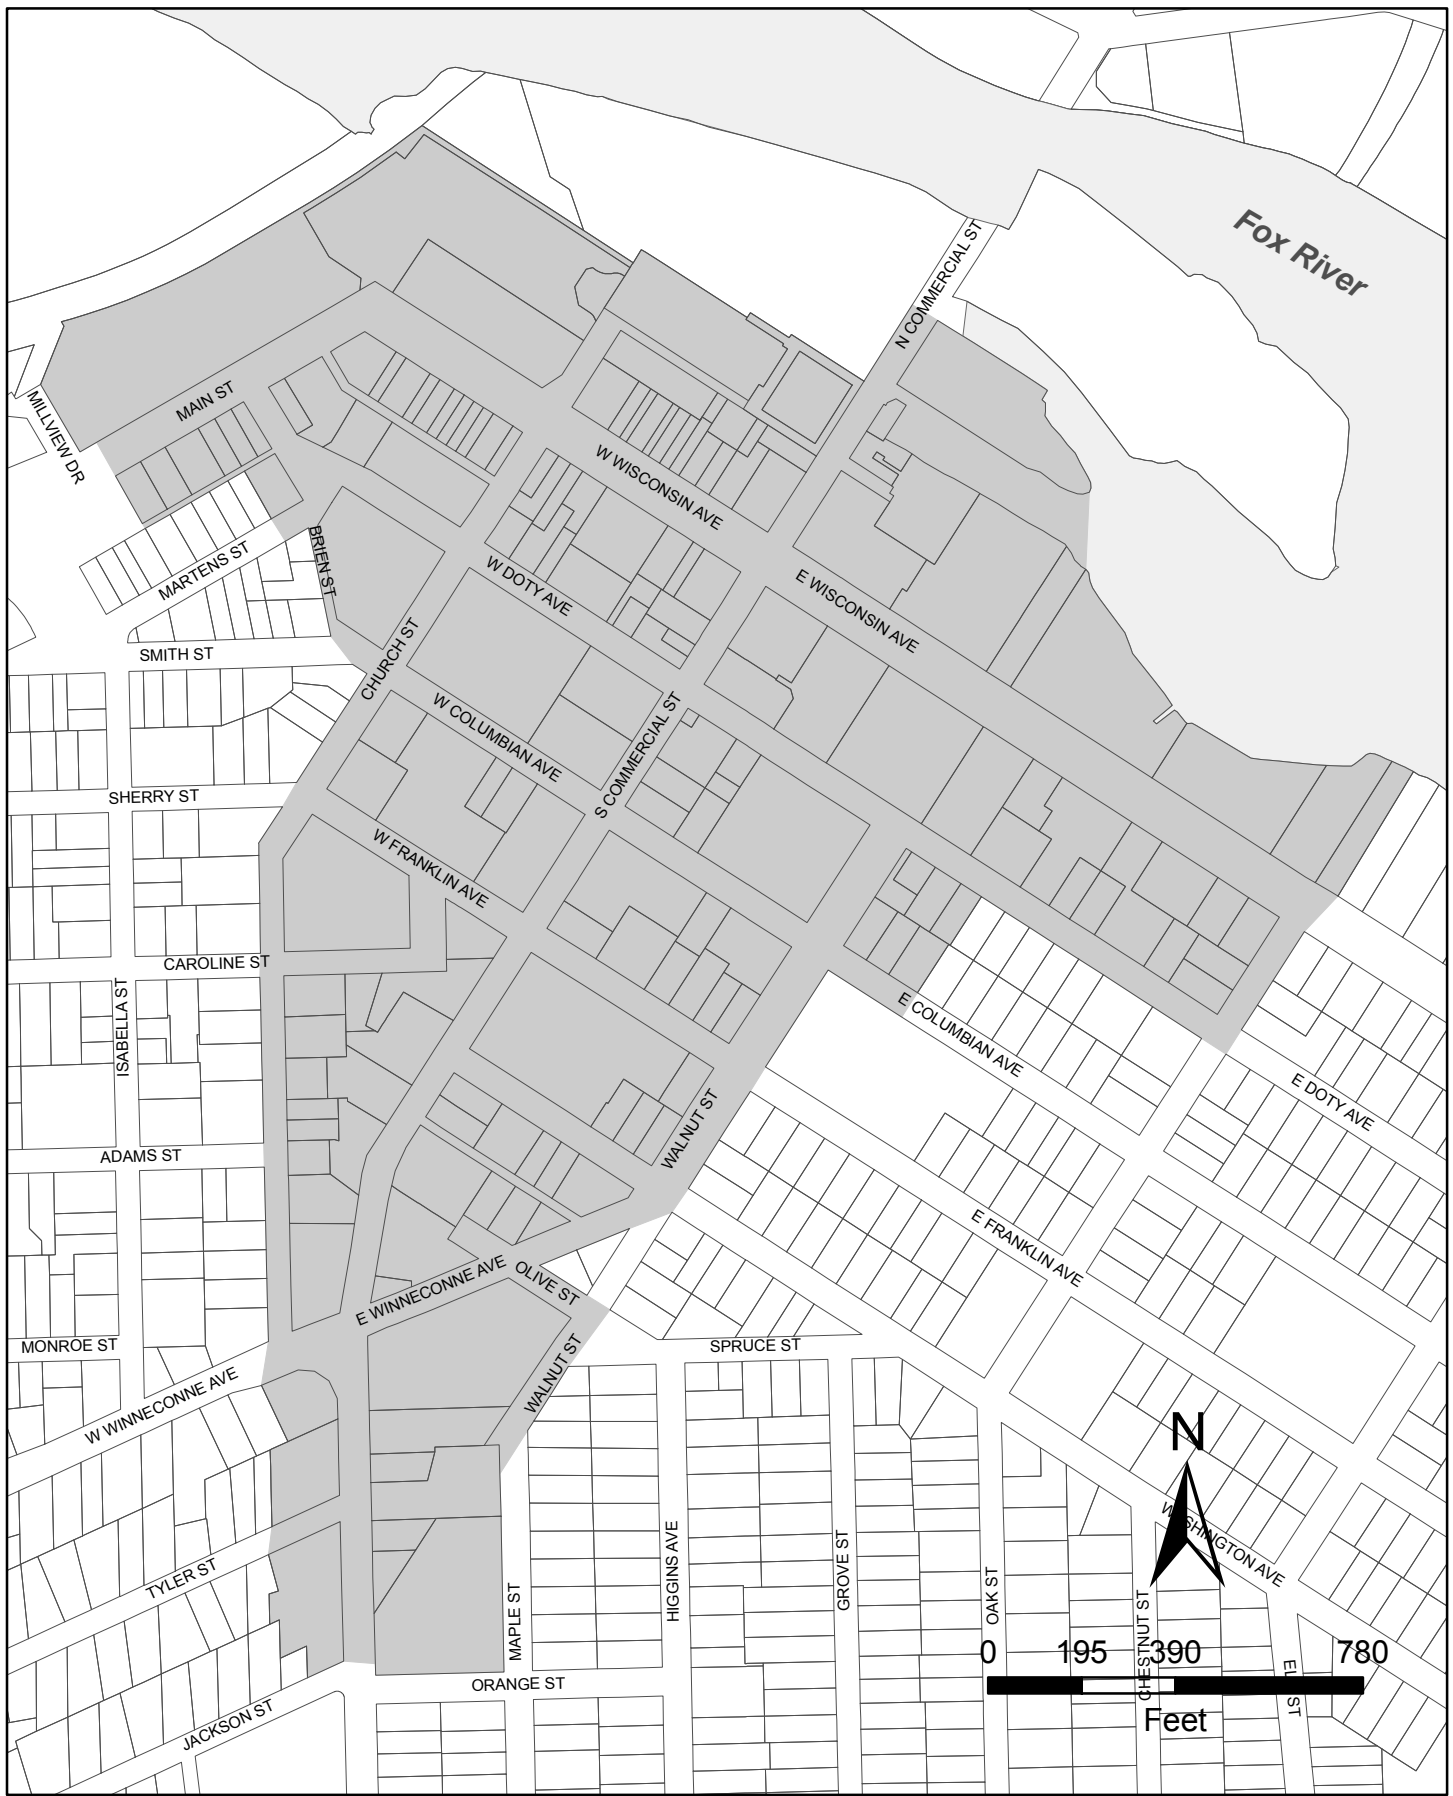 Fox River
N COMMERCIAL ST
MAIN ST
MILLVIEW DR
W WISCONSIN AVE
BRIEN ST
MARTENS ST
W DOTY AVE
E WISCONSIN AVE
SMITH ST
CHURCH ST
W COLUMBIAN AVE
S COMMERCIAL ST
SHERRY ST
W FRANKLIN AVE
CAROLINE ST
ISABELLA ST
E COLUMBIAN AVE
E DOTY AVE
WALNUT ST
ADAMS ST
E FRANKLIN AVE
E WINNECONNE AVE
OLIVE ST
MONROE ST
SPRUCE ST
WALNUT ST
W WINNECONNE AVE
N
WASHINGTON AVE
TYLER ST
HIGGINS AVE
GROVE ST
OAK ST
MAPLE ST
CHESTNUT ST
0 195 390 780
ORANGE ST
JACKSON ST
Feet